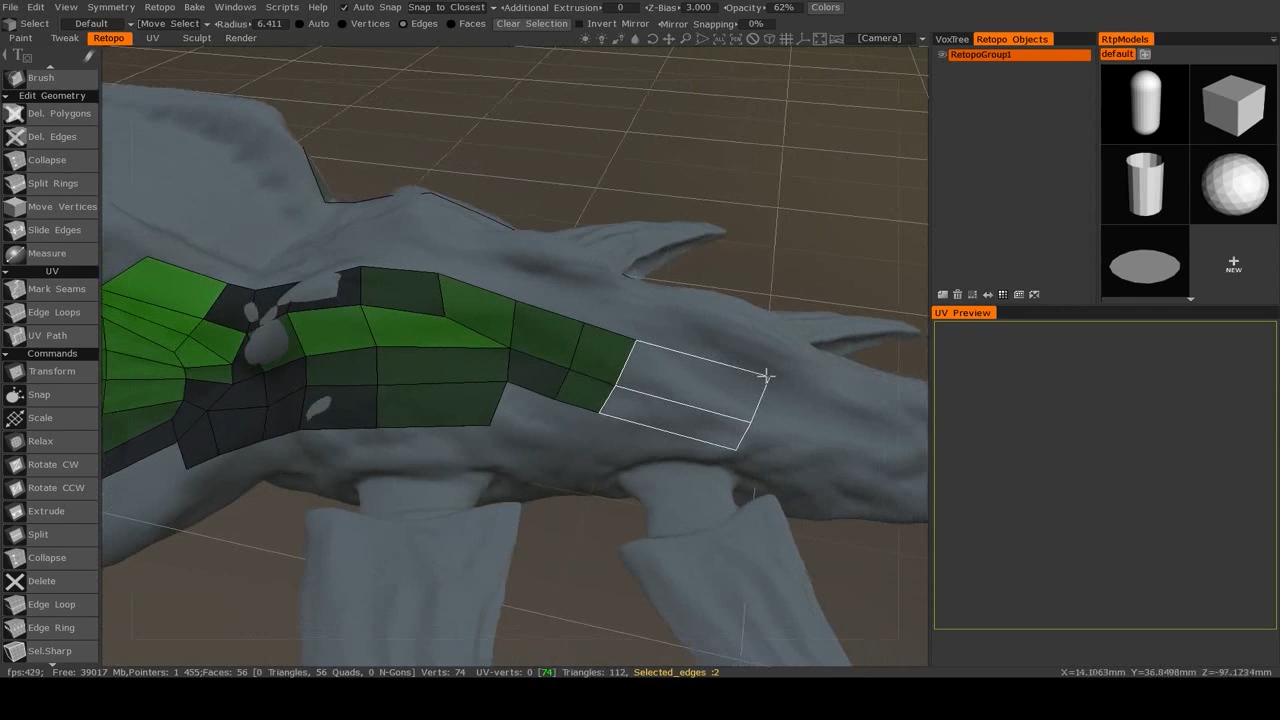 File View Symmetry Retopo Bake Windows Scripts Help Auto Snap Snap to Closest Additional Extrusion 0 Z-Bias 3.000 Opacity 62% Colors
Select Default [Move Select] Radius 6.411 Auto Vertices Edges Faces Clear Selection Invert Mirror Mirror Snapping 0%
Paint Tweak Retopo UV Sculpt Render [Camera] VoxTree Retopo Objects RtpModels
RetopoGroup1 default
Brush
Edit Geometry
Del. Polygons
Del. Edges
Collapse
Split Rings
Move Vertices
Slide Edges
Measure
UV
Mark Seams
Edge Loops
UV Path
Commands
Transform
Snap
Scale
Relax
Rotate CW
Rotate CCW
Extrude
Split
Collapse
Delete
Edge Loop
Edge Ring
Sel.Sharp
NEW
UV Preview
fps:429; Free: 39017 Mb,Pointers: 1 455;Faces: 56 [0 Triangles, 56 Quads, 0 N-Gons] Verts: 74 UV-verts: 0 [74] Triangles: 112, Selected_edges :2 X=14.1063mm Y=36.8498mm Z=-97.1234mm